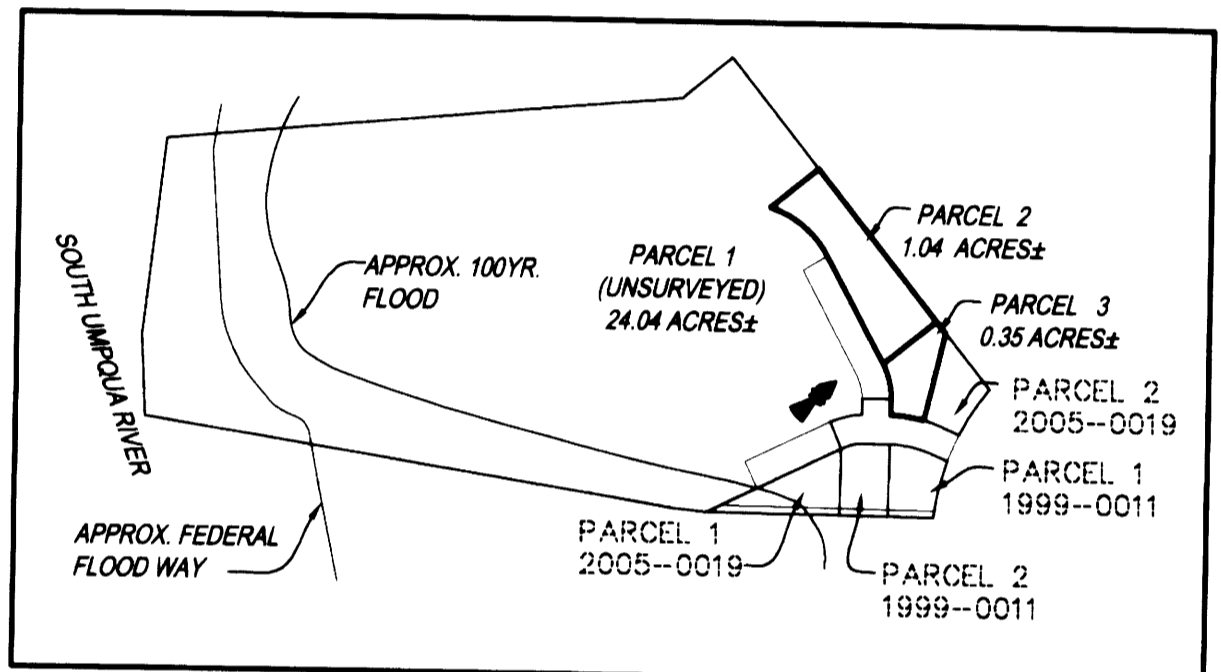 SOUTH UMPQUA RIVER
APPROX. 100YR.
FLOOD
PARCEL 1
(UNSURVEYED)
24.04 ACRES±
PARCEL 2
1.04 ACRES±
PARCEL 3
0.35 ACRES±
PARCEL 2
2005--0019
PARCEL 1
1999--0011
APPROX. FEDERAL
FLOOD WAY
PARCEL 1
2005--0019
PARCEL 2
1999--0011